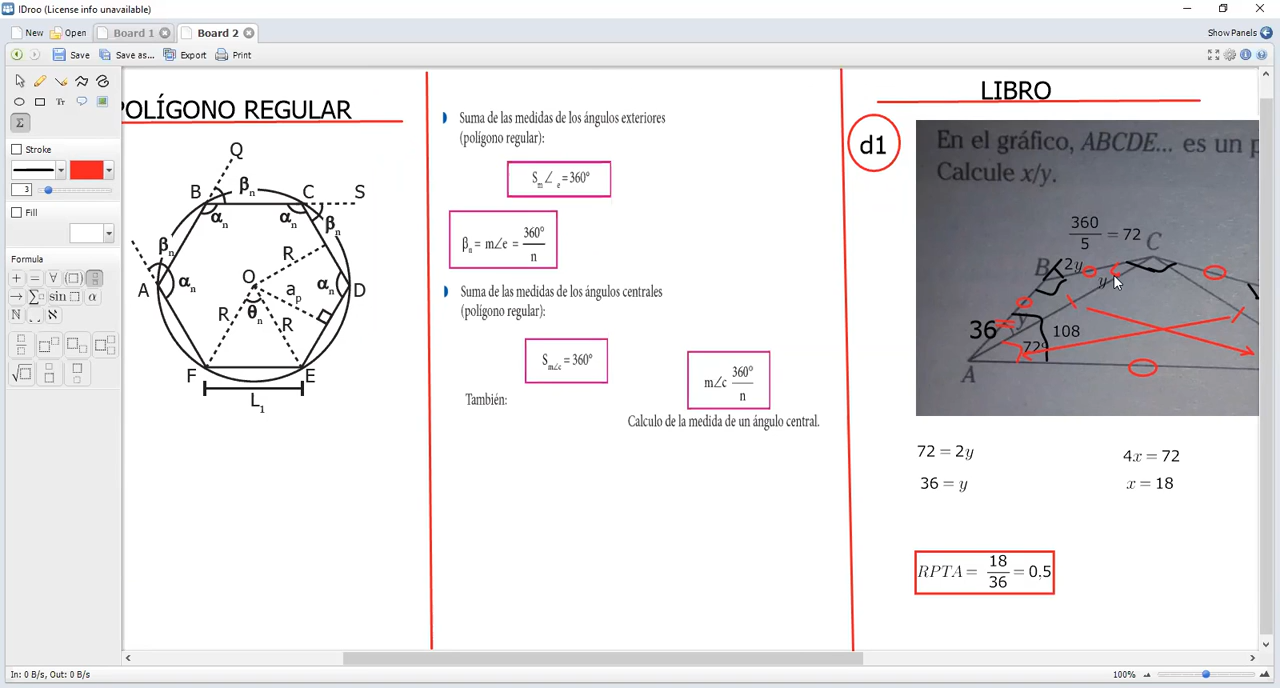 IDroo (License info unavailable)
New
Open
Board 1
Board 2
Show Panels
Save
Save as...
Export
Print
Tr
Σ
Stroke
3
Fill
Formula
+ = ∀ (□)
→ Σ□ sin□ α
ℕ ℵ
POLÍGONO REGULAR
Q
B βn C S
αn αn βn
βn R
A αn O ap αn D
R θn R
F E
L1
Suma de las medidas de los ángulos exteriores
(polígono regular):
Sm∠e = 360°
βn = m∠e = 360°/n
Suma de las medidas de los ángulos centrales
(polígono regular):
Sm∠c = 360°
También:
m∠c 360°/n
Calculo de la medida de un ángulo central.
LIBRO
d1
En el gráfico, ABCDE... es un p
Calcule x/y.
360/5 = 72
C
B 2y
y
36 = y 108
72°
A
72 = 2y
36 = y
4x = 72
x = 18
RPTA = 18/36 = 0,5
In: 0 B/s, Out: 0 B/s
100%